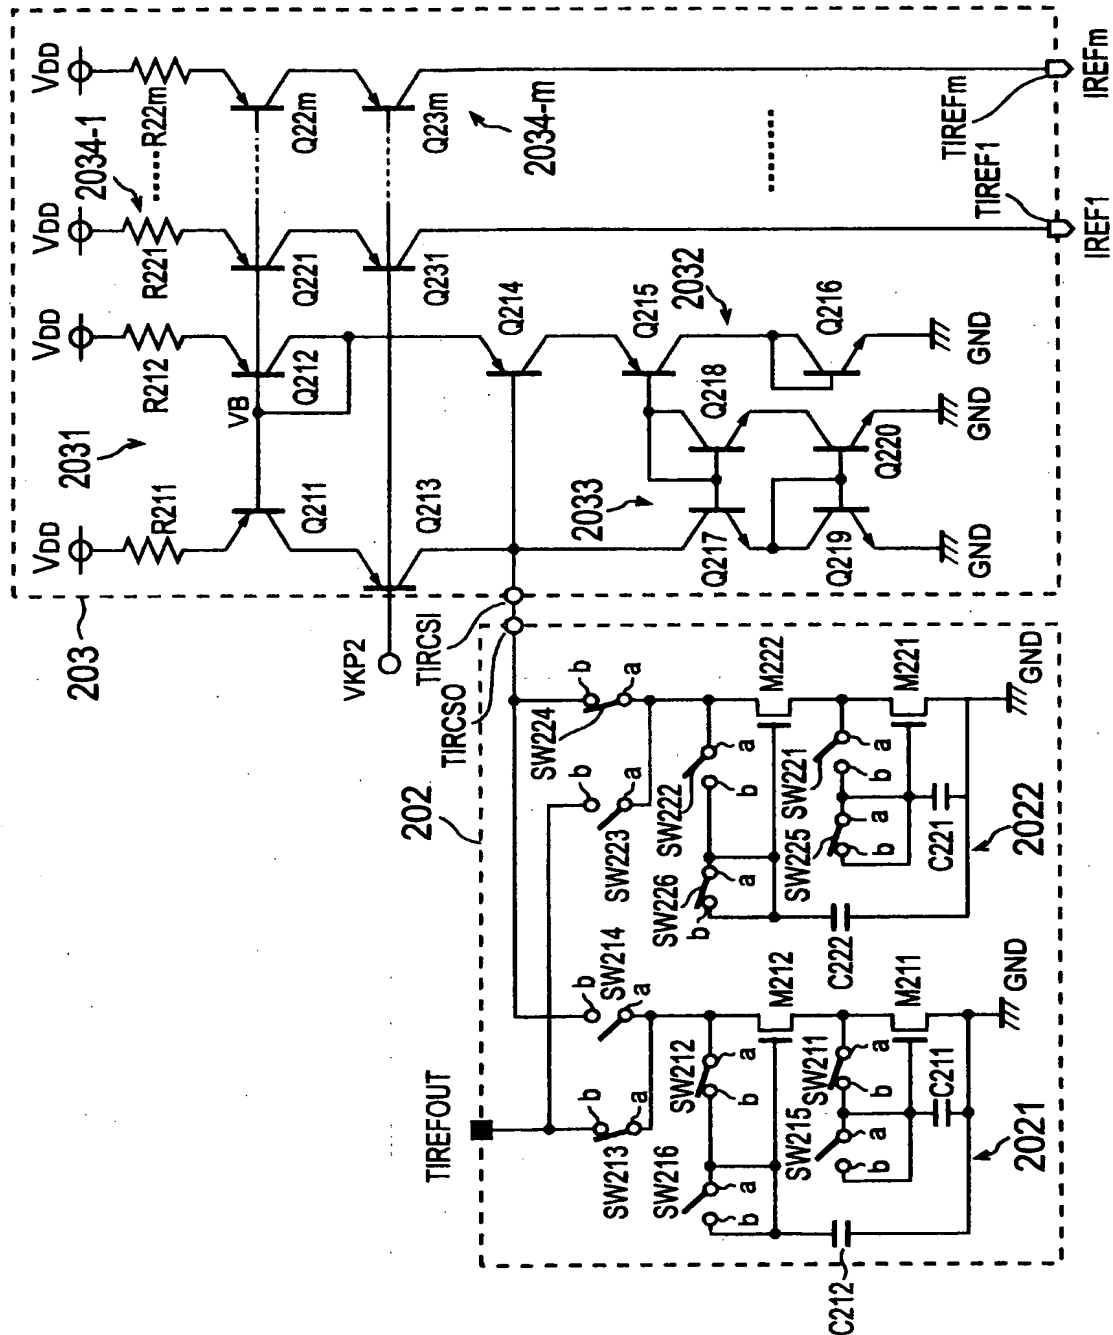 VDD
VDD
VDD
VDD
2034-1
R211
R212
R221
R22m
2031
VB
Q211
Q212
Q221
Q22m
203
VKP2
Q213
Q231
Q23m
2034-m
TIRCSI
TIRCSO
Q214
Q215
2032
Q216
Q218
2033
Q217
Q220
Q219
GND
GND
GND
TIREF1
TIREFm
IREF1
IREFm
202
TIREFOUT
b
a
SW213
b
a
SW214
b
a
SW223
b
a
SW224
SW212
a
b
SW216
a
b
SW222
a
b
SW226
a
b
M212
M222
SW211
a
b
SW215
a
b
SW221
a
b
SW225
a
b
M211
M221
C212
C211
C222
C221
2021
2022
GND
GND